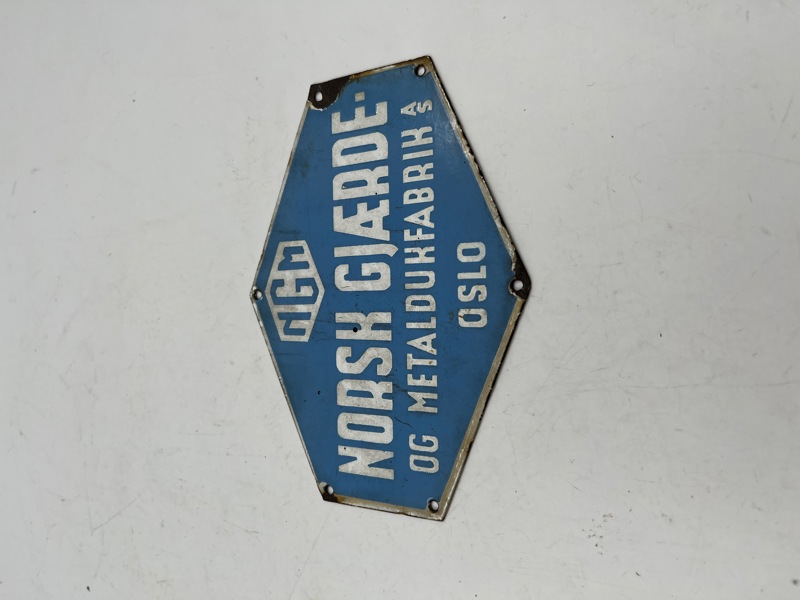 NGM
NORSK GJÆRDE-
OG METALDUKFABRIK A/S
OSLO